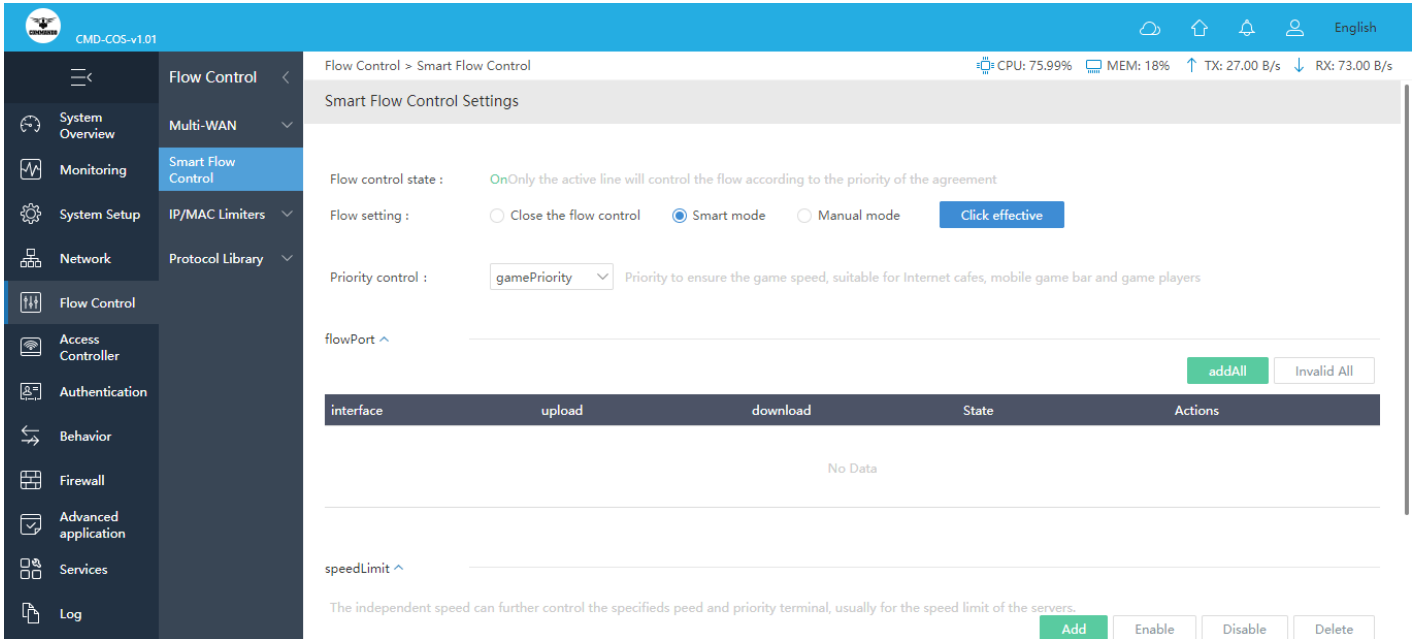 COMMANDO
CMD-COS-v1.01
English
Flow Control
Flow Control > Smart Flow Control
CPU: 75.99%
MEM: 18%
TX: 27.00 B/s
RX: 73.00 B/s
Smart Flow Control Settings
System
Overview
Monitoring
System Setup
Network
Flow Control
Access
Controller
Authentication
Behavior
Firewall
Advanced
application
Services
Log
Multi-WAN
Smart Flow
Control
IP/MAC Limiters
Protocol Library
Flow control state : OnOnly the active line will control the flow according to the priority of the agreement
Flow setting : Close the flow control Smart mode Manual mode Click effective
Priority control : gamePriority Priority to ensure the game speed, suitable for Internet cafes, mobile game bar and game players
flowPort
addAll Invalid All
interface upload download State Actions
No Data
speedLimit
The independent speed can further control the specifieds peed and priority terminal, usually for the speed limit of the servers.
Add Enable Disable Delete